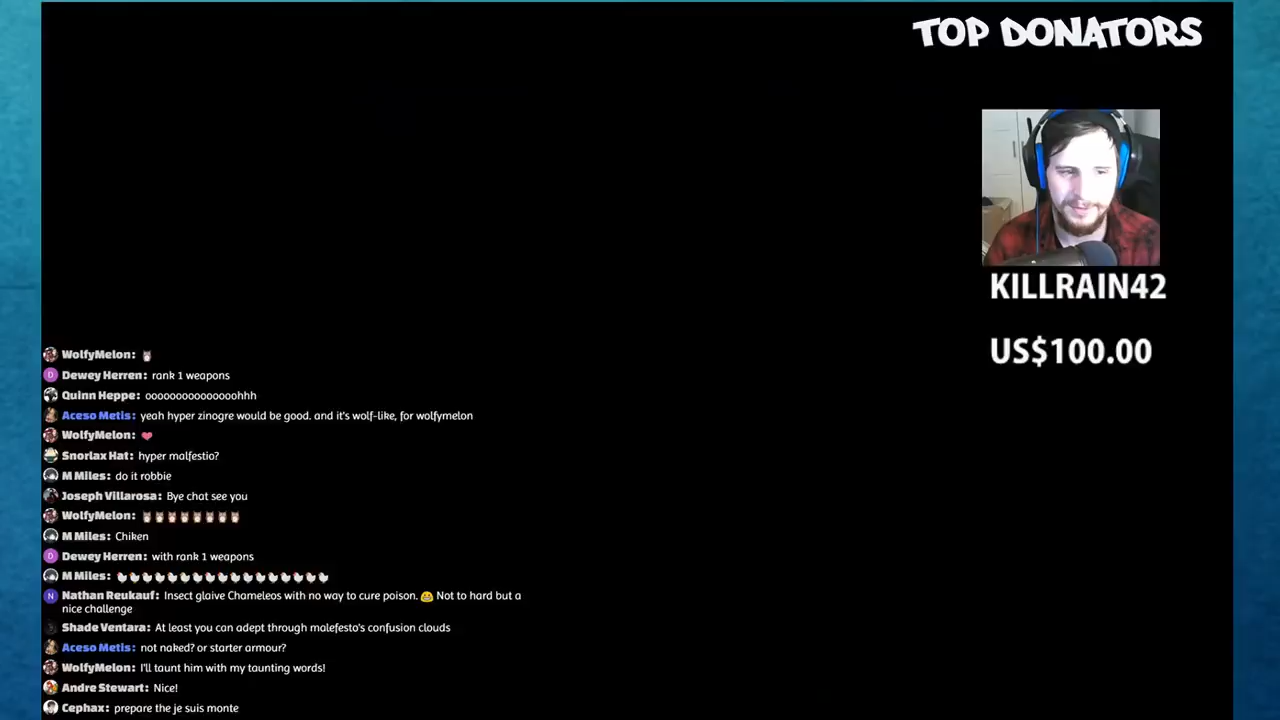 TOP DONATORS
KILLRAIN42
US$100.00
WolfyMelon:
D Dewey Herren: rank 1 weapons
Quinn Heppe: ooooooooooooooohhh
Aceso Metis: yeah hyper zinogre would be good. and it's wolf-like, for wolfymelon
WolfyMelon:
Snorlax Hat: hyper malfestio?
M Miles: do it robbie
Joseph Villarosa: Bye chat see you
WolfyMelon:
M Miles: Chiken
D Dewey Herren: with rank 1 weapons
M Miles:
N Nathan Reukauf: Insect glaive Chameleos with no way to cure poison. Not to hard but a
nice challenge
Shade Ventara: At least you can adept through malefesto's confusion clouds
Aceso Metis: not naked? or starter armour?
WolfyMelon: I'll taunt him with my taunting words!
Andre Stewart: Nice!
Cephax: prepare the je suis monte